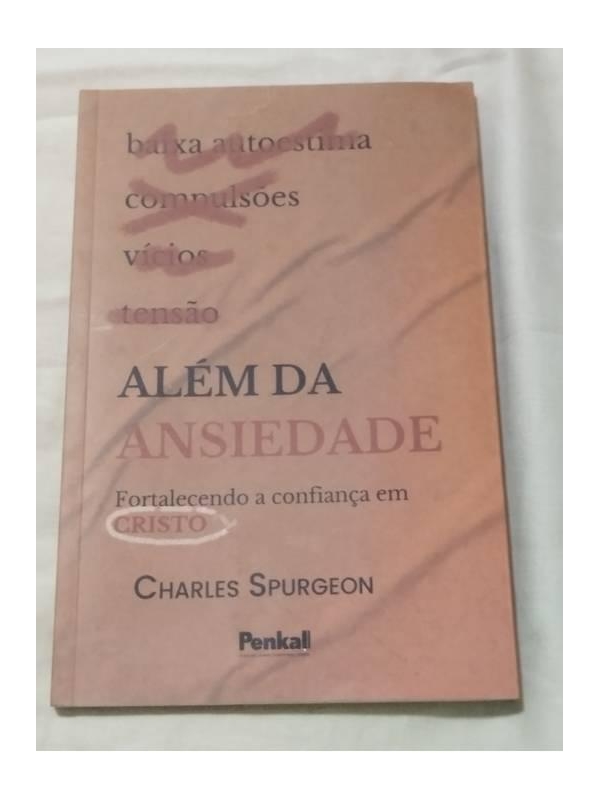 baixa autoestima
compulsões
vícios
tensão
ALÉM DA
ANSIEDADE
Fortalecendo a confiança em
CRISTO
CHARLES SPURGEON
Penkal